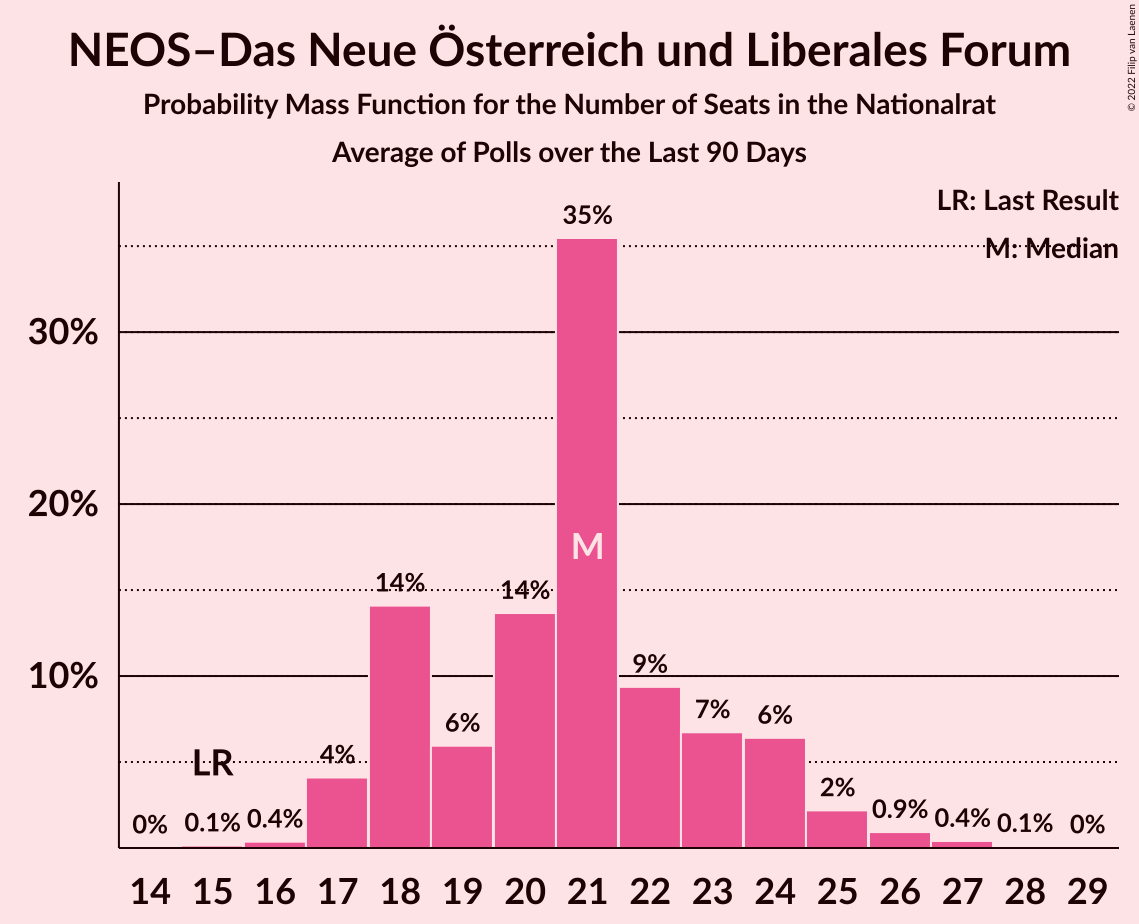 NEOS–Das Neue Österreich und Liberales Forum
Probability Mass Function for the Number of Seats in the Nationalrat
Average of Polls over the Last 90 Days
© 2022 Filip van Laenen
LR: Last Result
M: Median
35%
30%
20%
M
14%
14%
10%
9%
7%
6%
6%
4%
LR
2%
0%
0.1%
0.4%
0.9%
0.4%
0.1%
0%
14 15 16 17 18 19 20 21 22 23 24 25 26 27 28 29